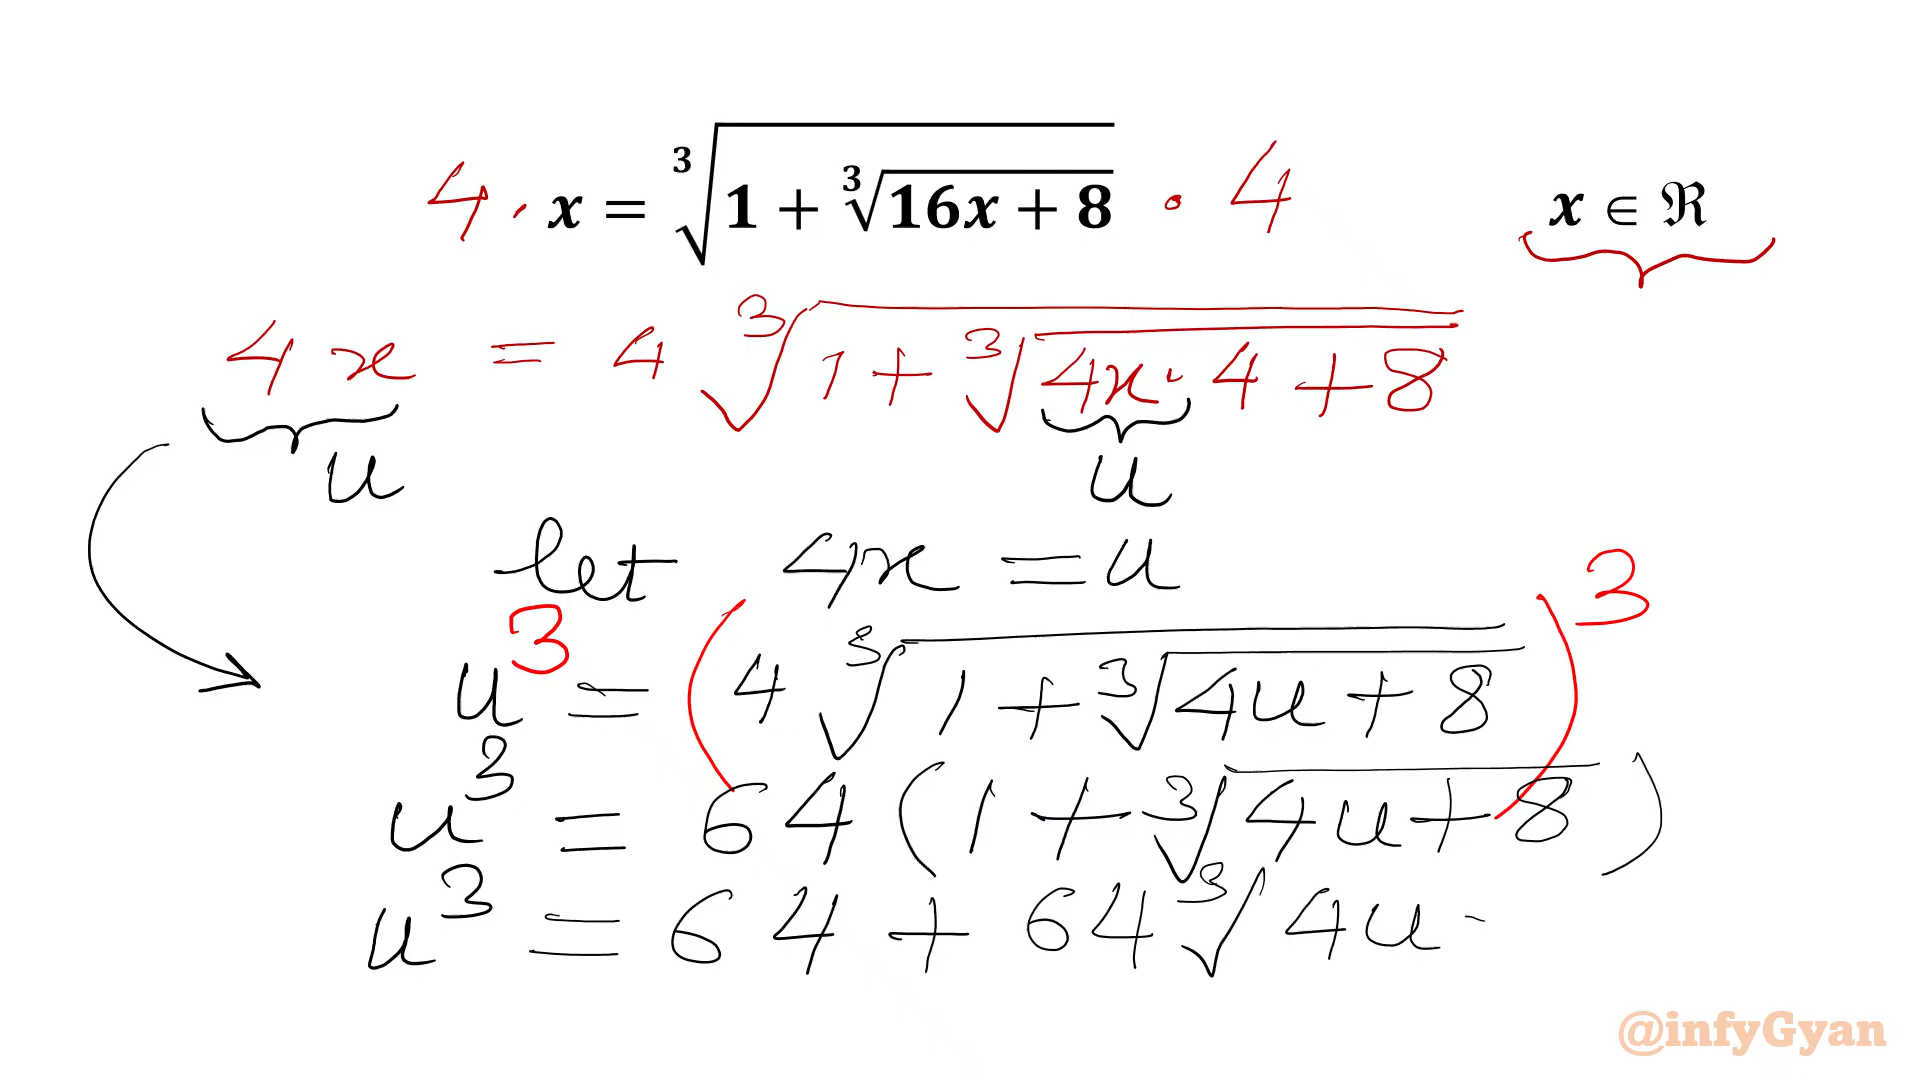 4 · x = ∛(1 + ∛(16x + 8)) · 4    x ∈ ℜ
4x = 4 ∛(1 + ∛(4x · 4 + 8))
u    u
let 4x = u
u³ = (4 ∛(1 + ∛(4u + 8)))³
u³ = 64 (1 + ∛(4u + 8))
u³ = 64 + 64 ∛4u -
@infyGyan